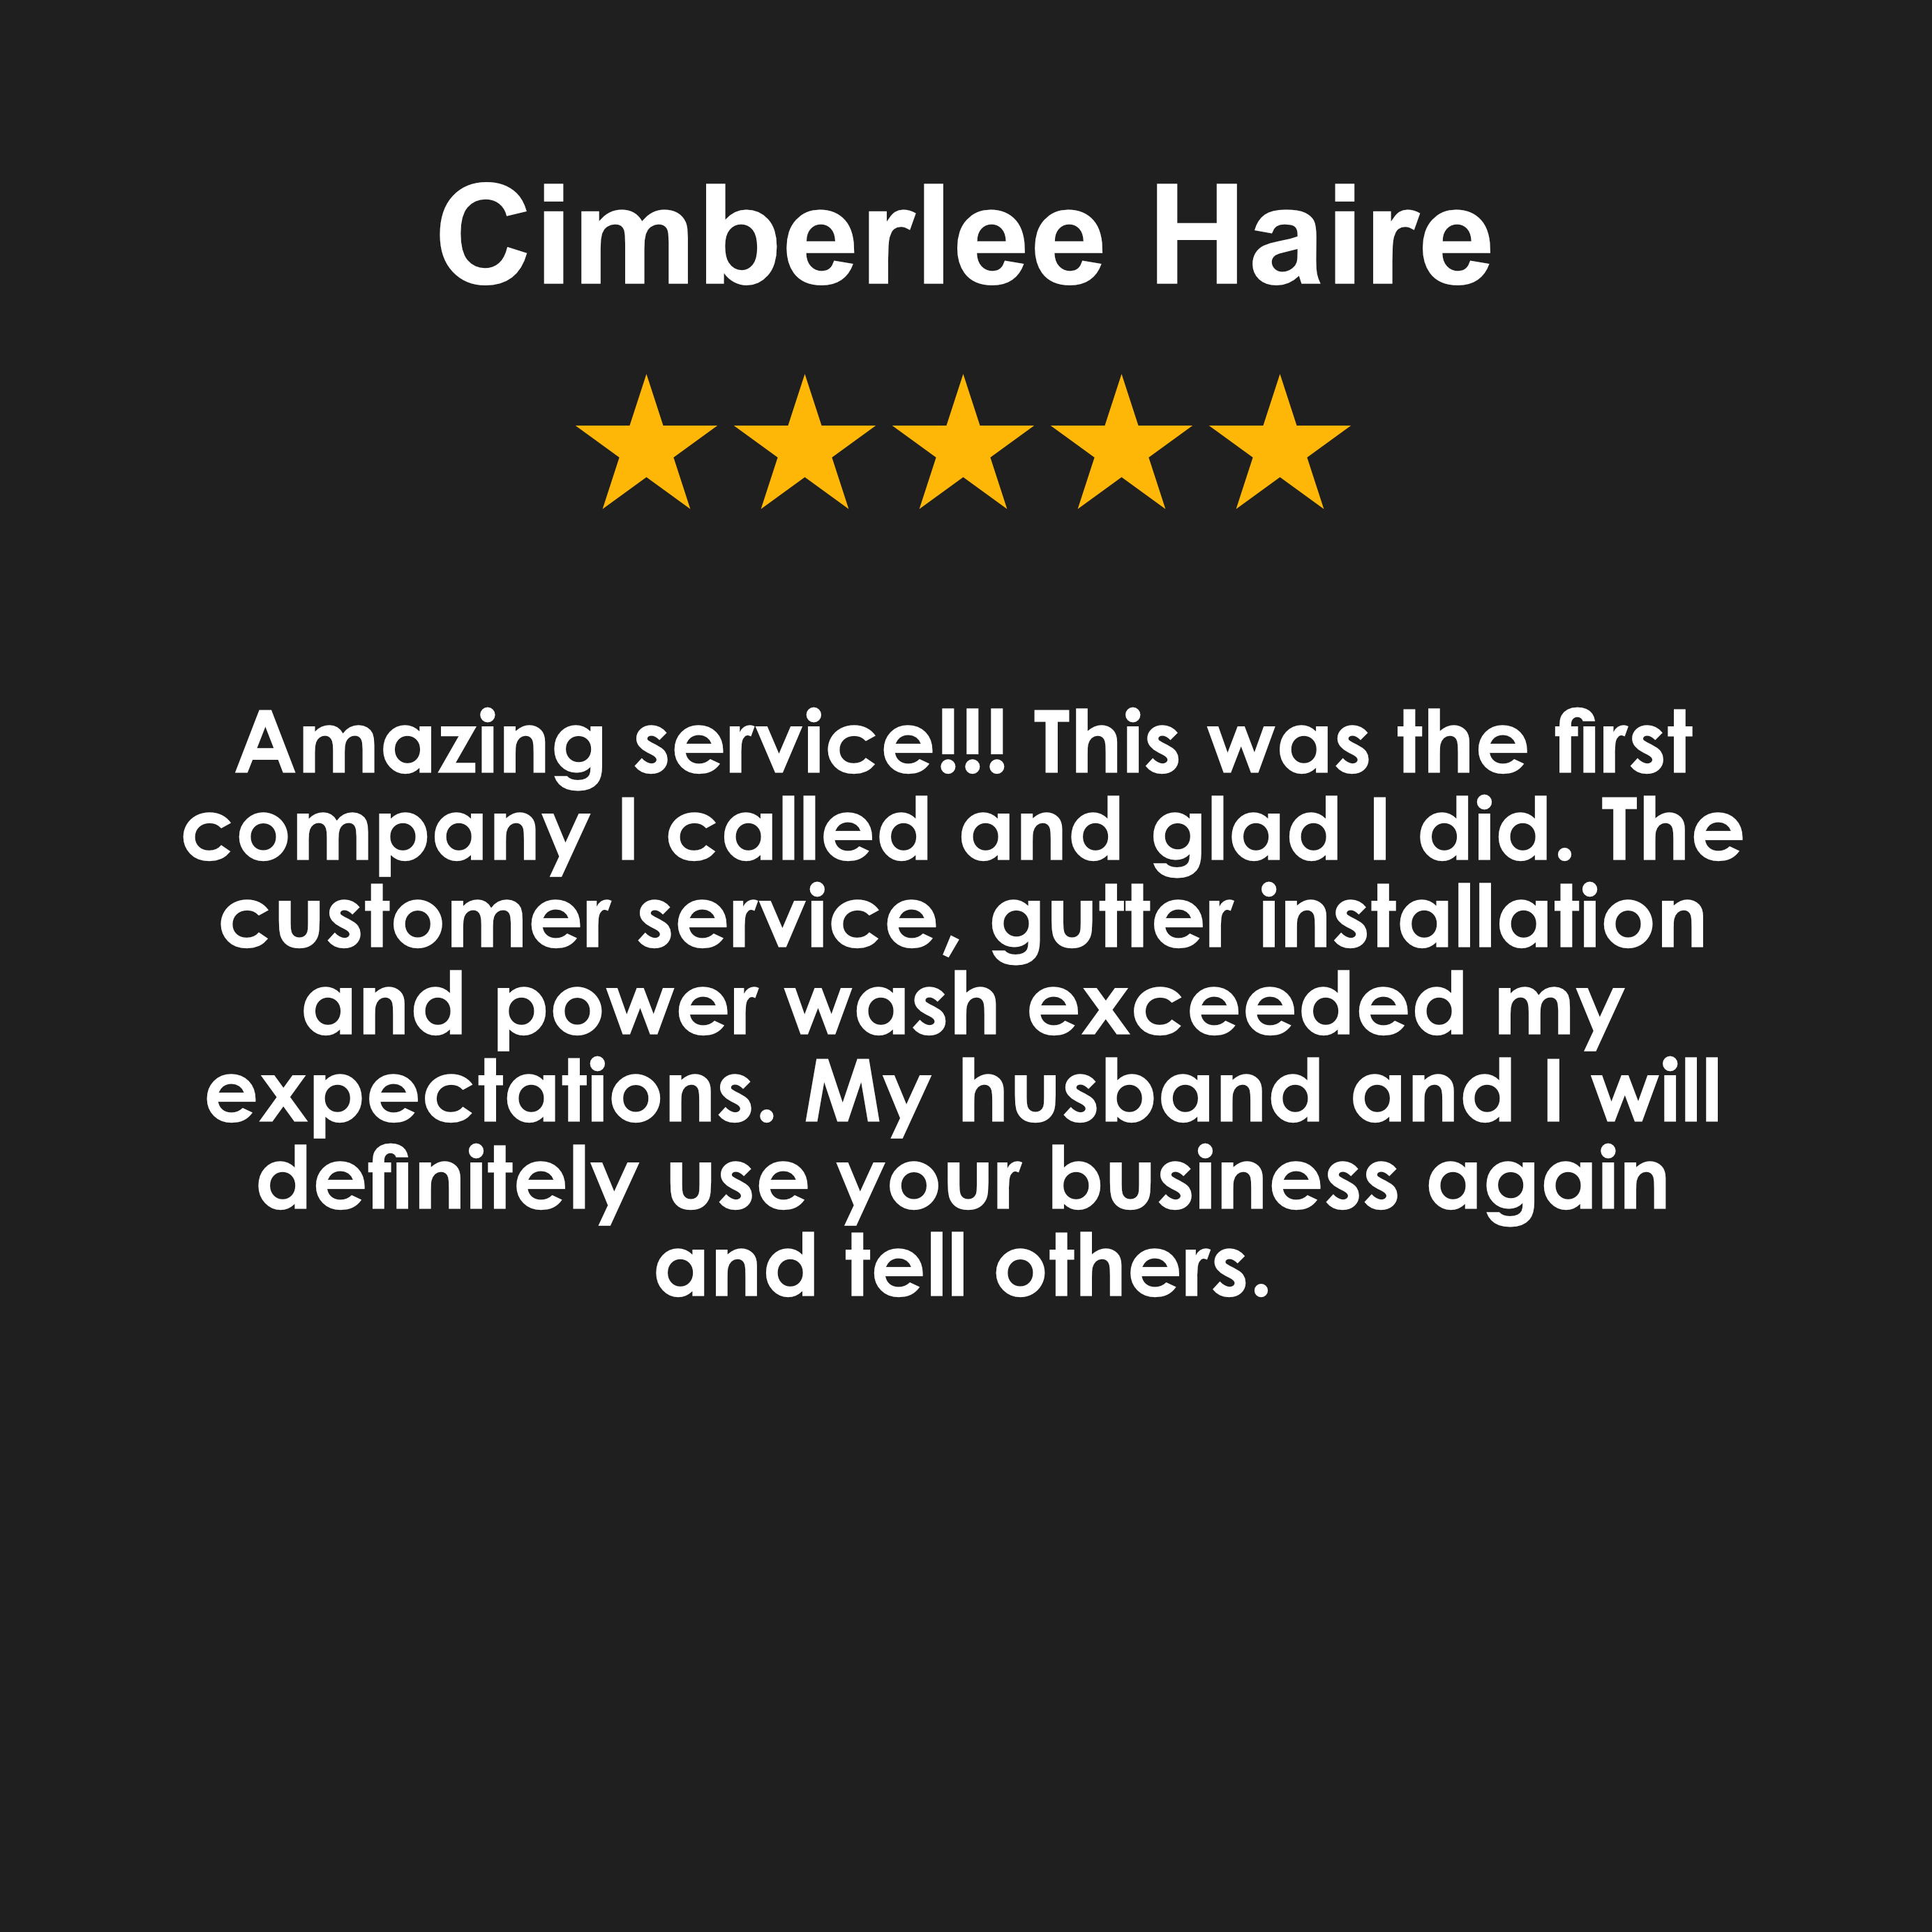 Cimberlee Haire
Amazing service!!! This was the first
company I called and glad I did. The
customer service, gutter installation
and power wash exceeded my
expectations. My husband and I will
definitely use your business again
and tell others.